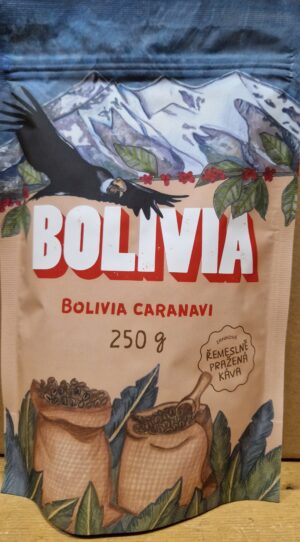 BOLIVIA
BOLIVIA CARANAVI
250 g
ŘEMESLNĚ
PRAŽENÁ
KÁVA